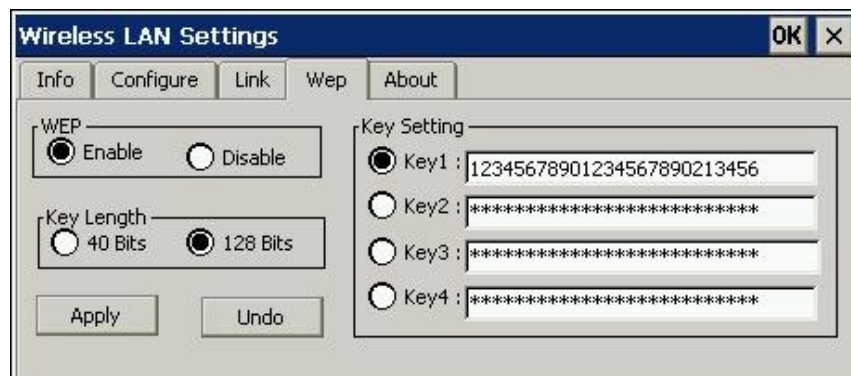 Wireless LAN Settings OK ×
Info Configure Link Wep About
WEP
Enable Disable
Key Length
40 Bits 128 Bits
Apply Undo
Key Setting
Key1 : 12345678901234567890213456
Key2 : **************************
Key3 : **************************
Key4 : **************************